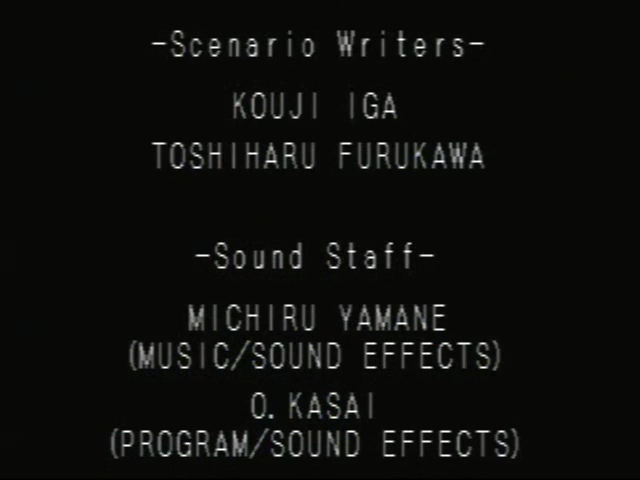 -Scenario Writers-
KOUJI IGA
TOSHIHARU FURUKAWA
-Sound Staff-
MICHIRU YAMANE
(MUSIC/SOUND EFFECTS)
O. KASAI
(PROGRAM/SOUND EFFECTS)